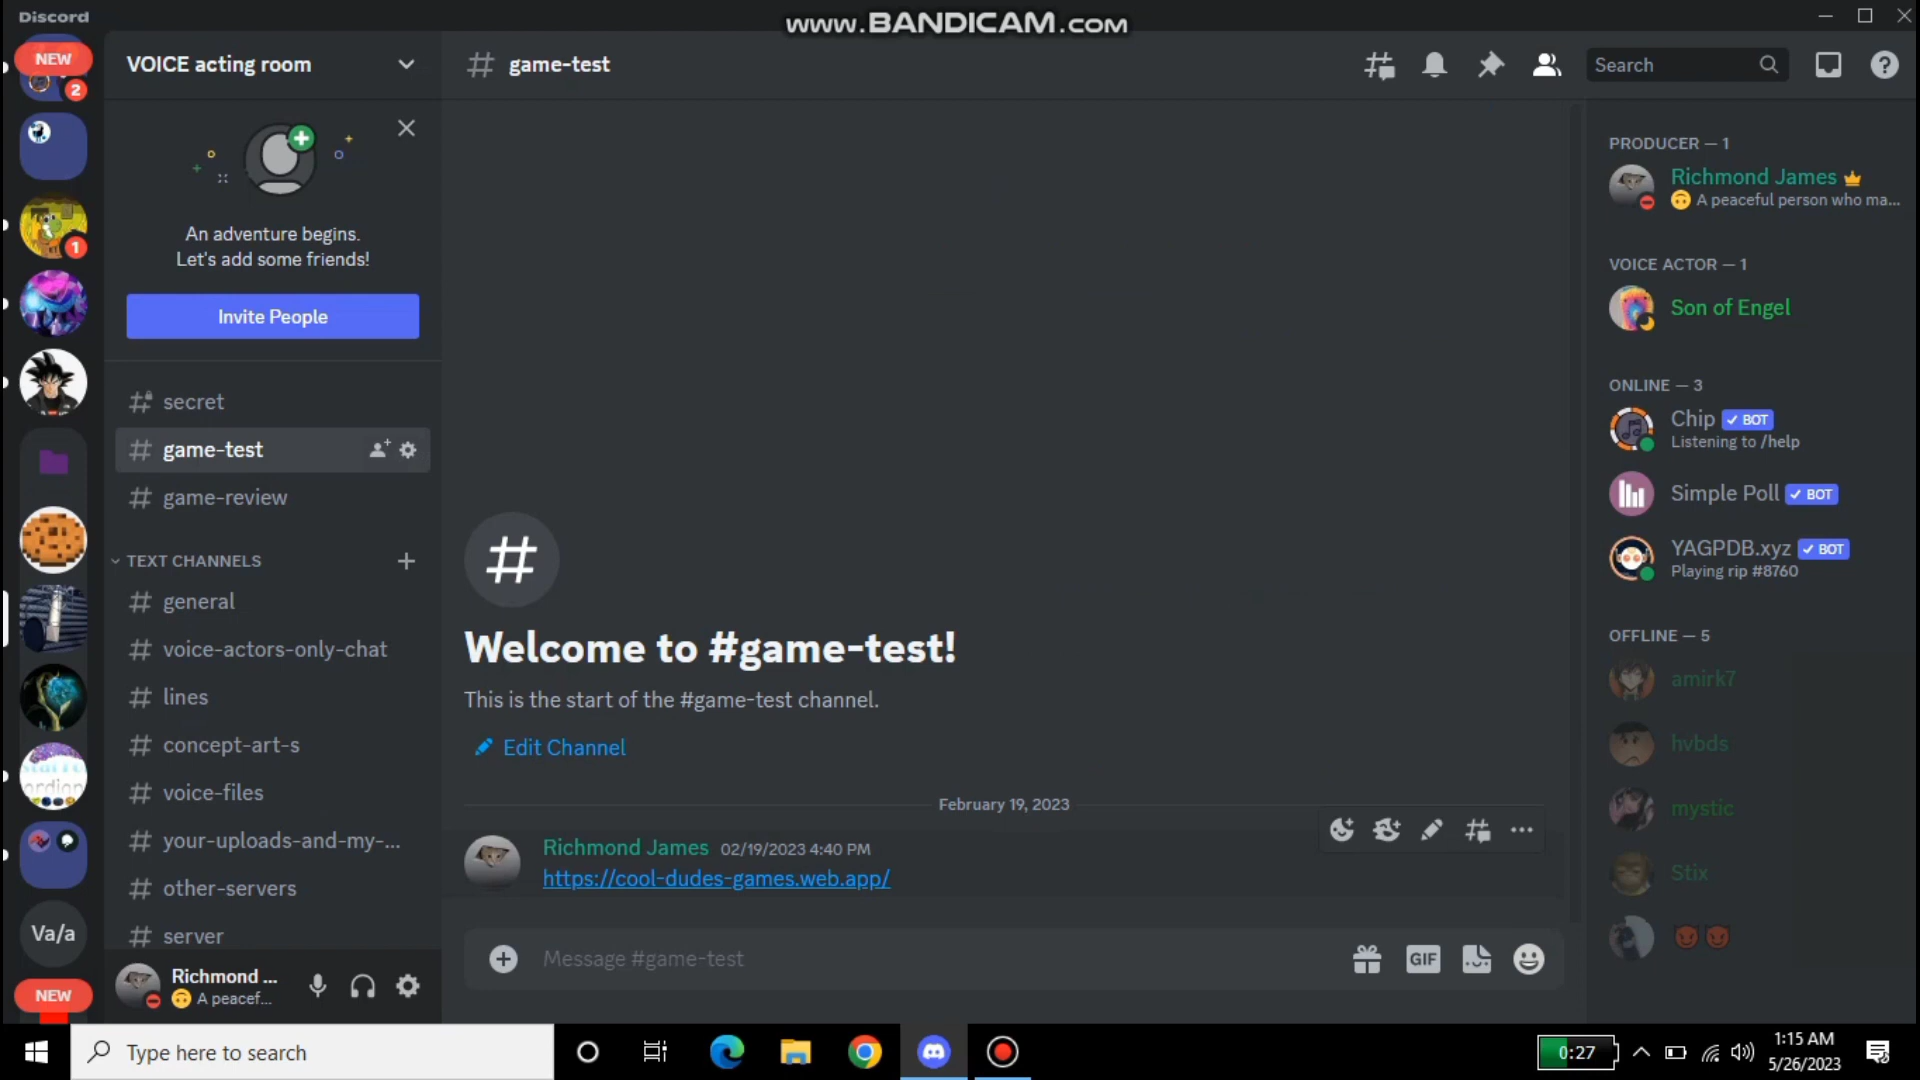 Discord
www.BANDICAM.com
NEW
2
1
Va/a
NEW
VOICE acting room
An adventure begins.
Let's add some friends!
Invite People
secret
game-test
game-review
TEXT CHANNELS
general
voice-actors-only-chat
lines
concept-art-s
voice-files
your-uploads-and-my-...
other-servers
server
Richmond ...
🙃 A peacef...
game-test
Search
Welcome to #game-test!
This is the start of the #game-test channel.
Edit Channel
February 19, 2023
Richmond James 02/19/2023 4:40 PM
https://cool-dudes-games.web.app/
Message #game-test
GIF
PRODUCER — 1
Richmond James
🙃 A peaceful person who ma...
VOICE ACTOR — 1
Son of Engel
ONLINE — 3
Chip ✓ BOT
Listening to /help
Simple Poll ✓ BOT
YAGPDB.xyz ✓ BOT
Playing rip #8760
OFFLINE — 5
amirk7
hvbds
mystic
Stix
😈 😈
Type here to search
0:27
1:15 AM
5/26/2023